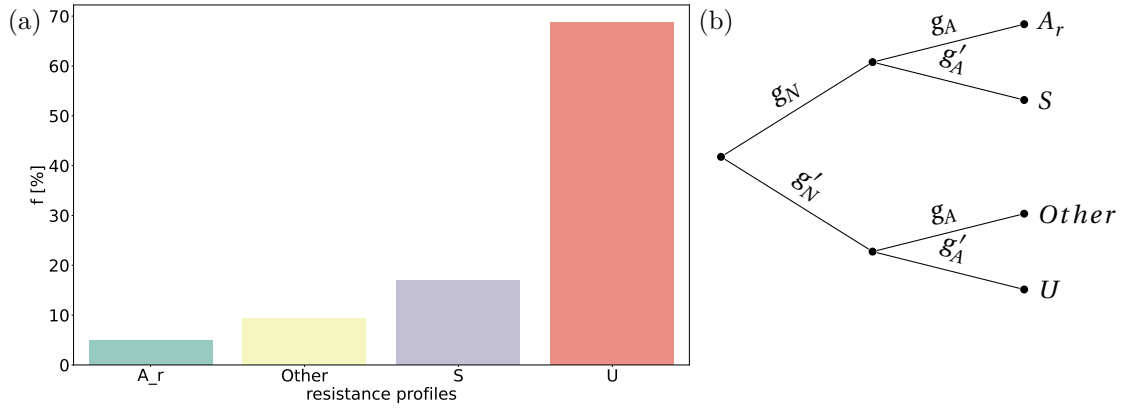 (a)
f [%]
70
60
50
40
30
20
10
0
A_r Other S U
resistance profiles
(b)
g_N
g'_N
g_A
g'_A
g_A
g'_A
A_r
S
Other
U